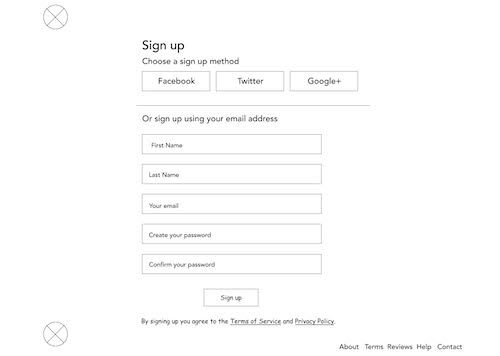 Sign up
Choose a sign up method
Facebook Twitter Google+
Or sign up using your email address
First Name
Last Name
Your email
Create your password
Confirm your password
Sign up
By signing up you agree to the Terms of Service and Privacy Policy.
About Terms Reviews Help Contact